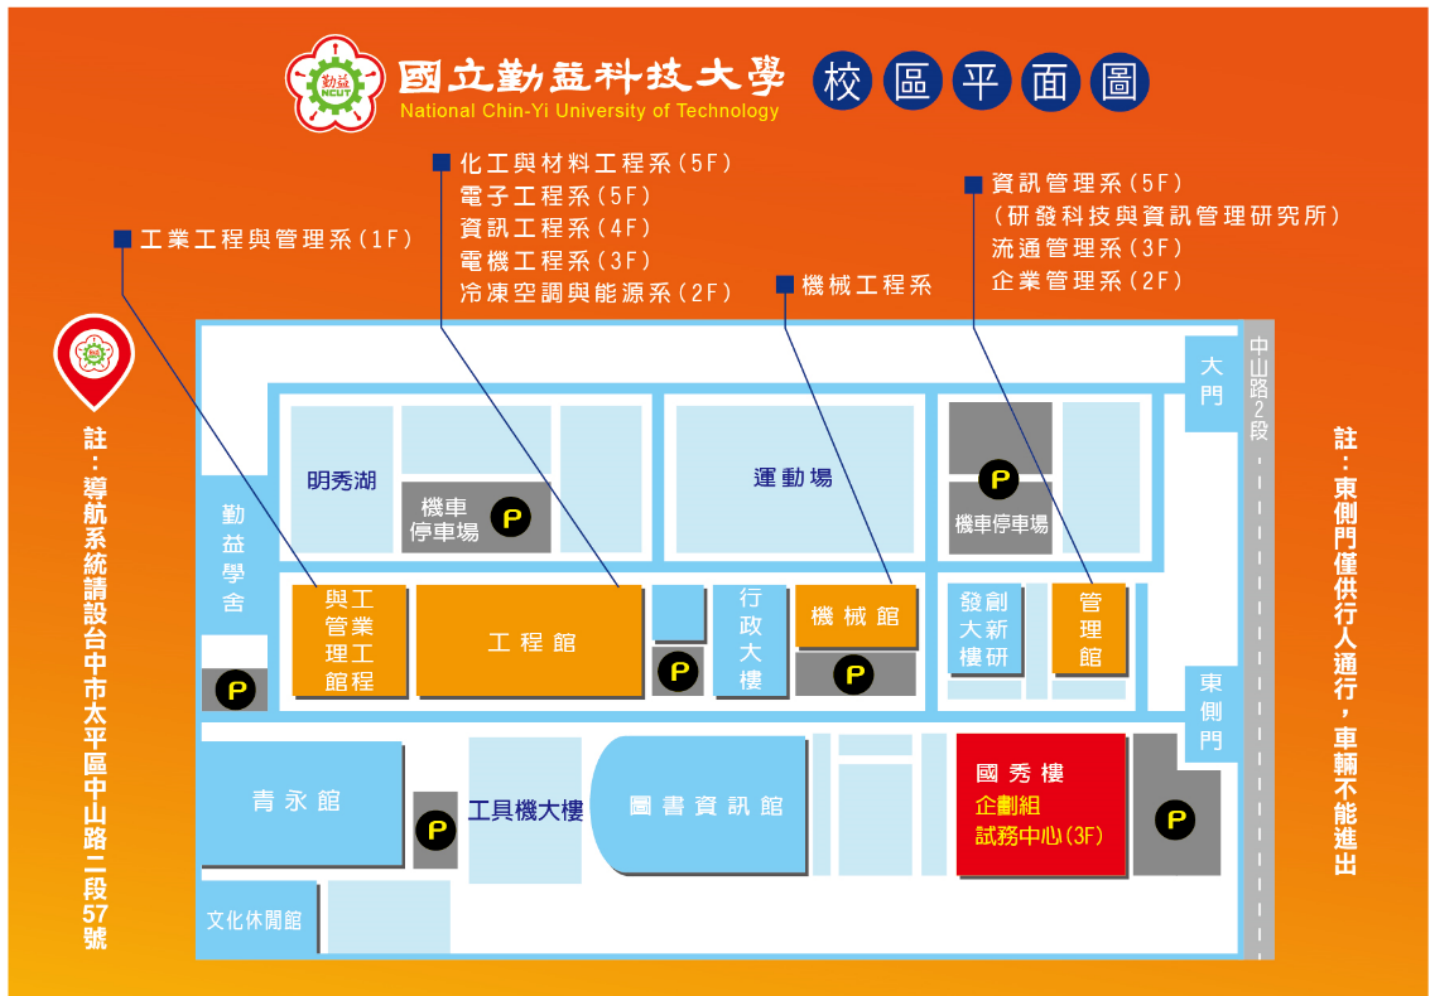 勤益
NCUT
國立勤益科技大學
National Chin-Yi University of Technology
校區平面圖
化工與材料工程系(5F)
電子工程系(5F)
資訊工程系(4F)
電機工程系(3F)
冷凍空調與能源系(2F)
資訊管理系(5F)
(研發科技與資訊管理研究所)
流通管理系(3F)
企業管理系(2F)
工業工程與管理系(1F)
機械工程系
註：導航系統請設台中市太平區中山路二段57號
大門
中山路2段
註：東側門僅供行人通行，車輛不能進出
明秀湖
機車
停車場
P
運動場
P
機車停車場
勤益學舍
P
工業工程
與管理館
工程館
P
行政大樓
機械館
P
創新研
發大樓
管理館
東側門
青永館
P
工具機大樓
圖書資訊館
國秀樓
企劃組
試務中心(3F)
P
文化休閒館